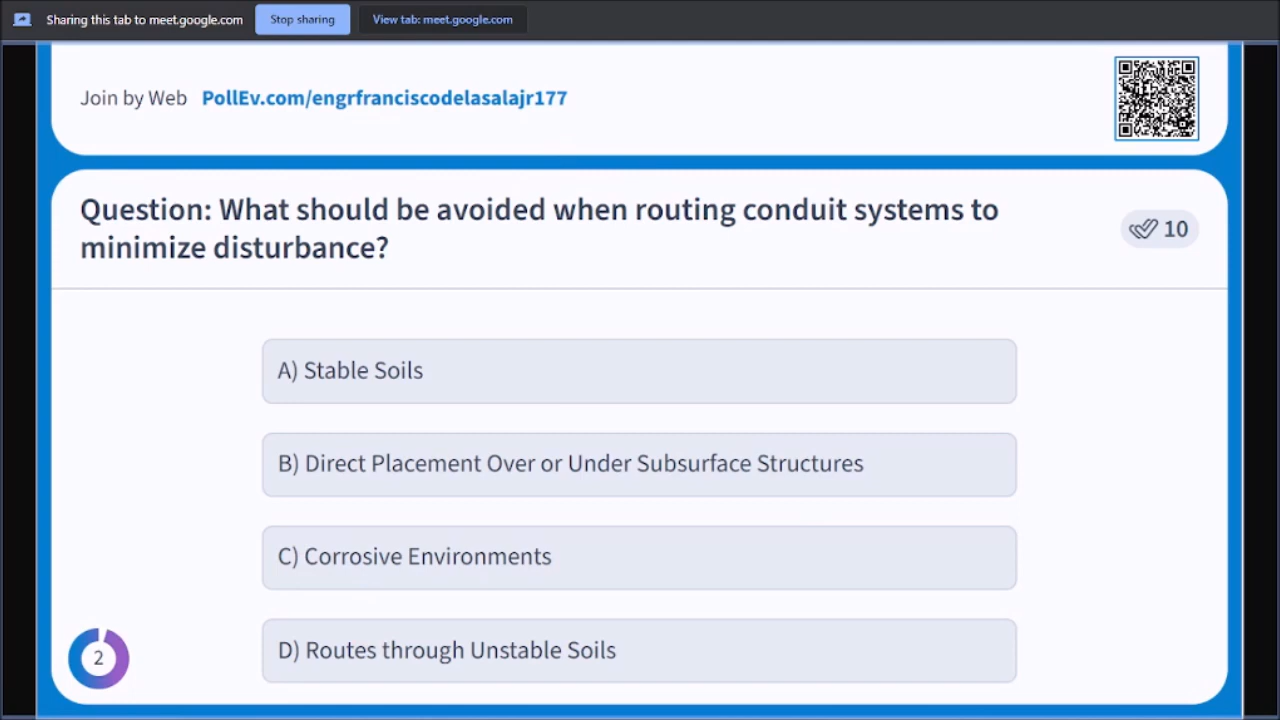 Sharing this tab to meet.google.com Stop sharing View tab: meet.google.com
Join by Web PollEv.com/engrfranciscodelasalajr177
Question: What should be avoided when routing conduit systems to
minimize disturbance?
10
A) Stable Soils
B) Direct Placement Over or Under Subsurface Structures
C) Corrosive Environments
D) Routes through Unstable Soils
2